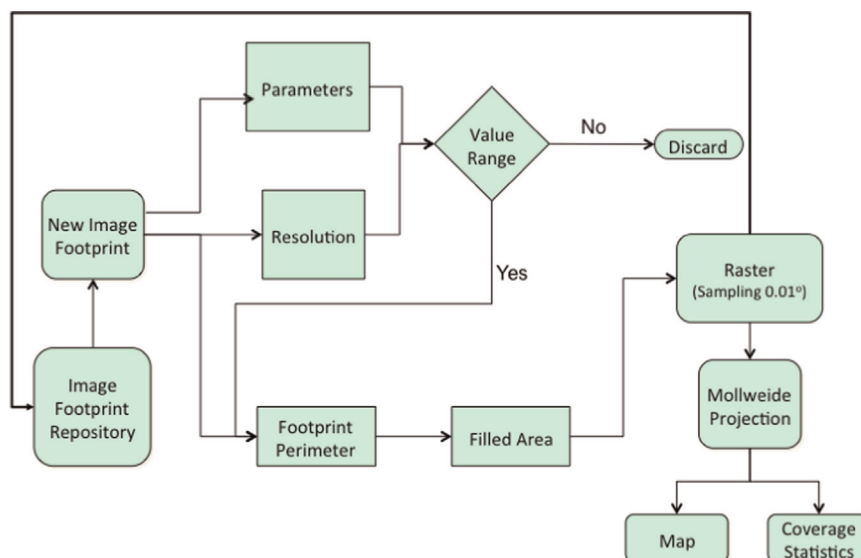 Parameters
Value
Range
No
Discard
New Image
Footprint
Resolution
Yes
Raster
(Sampling 0.01º)
Image
Footprint
Repository
Footprint
Perimeter
Filled Area
Mollweide
Projection
Map
Coverage
Statistics